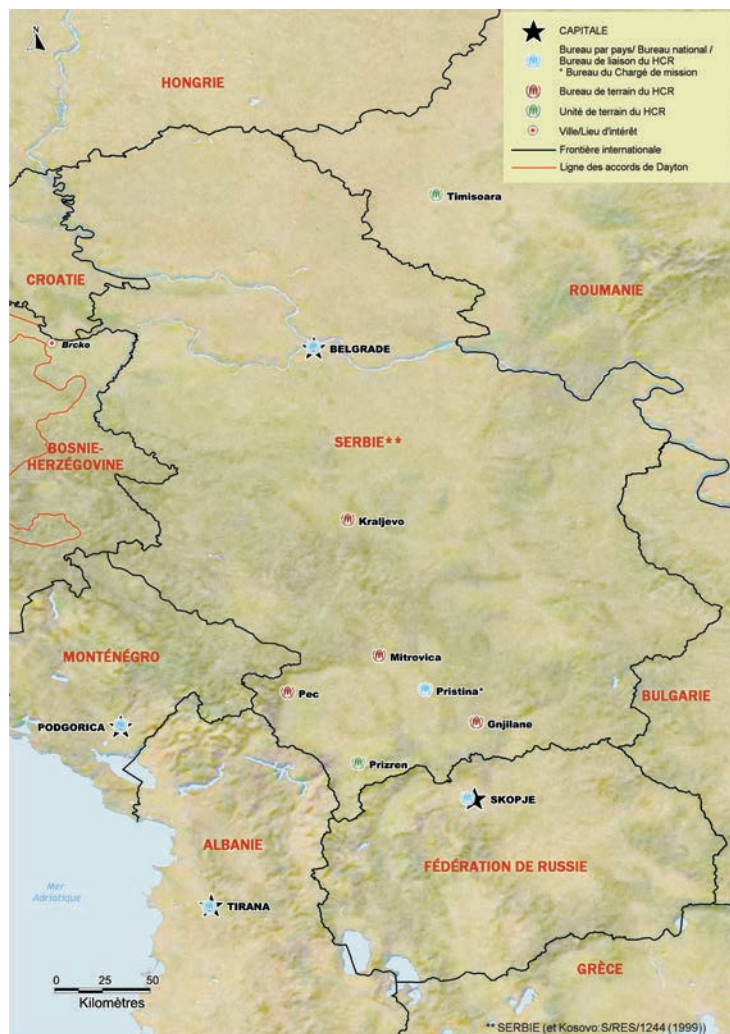 N
CAPITALE
Bureau par pays/ Bureau national /
Bureau de liaison du HCR
* Bureau du Chargé de mission
Bureau de terrain du HCR
Unité de terrain du HCR
Ville/Lieu d'intérêt
Frontière internationale
Ligne des accords de Dayton
HONGRIE
Timisoara
CROATIE
ROUMANIE
Brcko
BELGRADE
SERBIE**
BOSNIE-
HERZÉGOVINE
Kraljevo
MONTÉNÉGRO
Mitrovica
Pec
Pristina*
BULGARIE
Gnjilane
PODGORICA
Prizren
SKOPJE
ALBANIE
FÉDÉRATION DE RUSSIE
Mer
Adriatique
TIRANA
GRÈCE
0 25 50
Kilomètres
** SERBIE (et Kosovo: S/RES/1244 (1999))